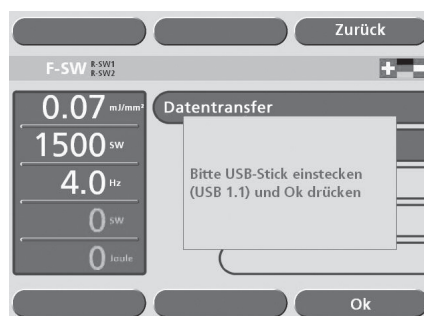 Zurück
F-SW R-SW1
R-SW2
0.07 mJ/mm²
Datentransfer
1500 SW
4.0 Hz
Bitte USB-Stick einstecken
(USB 1.1) und Ok drücken
0 SW
0 Joule
Ok